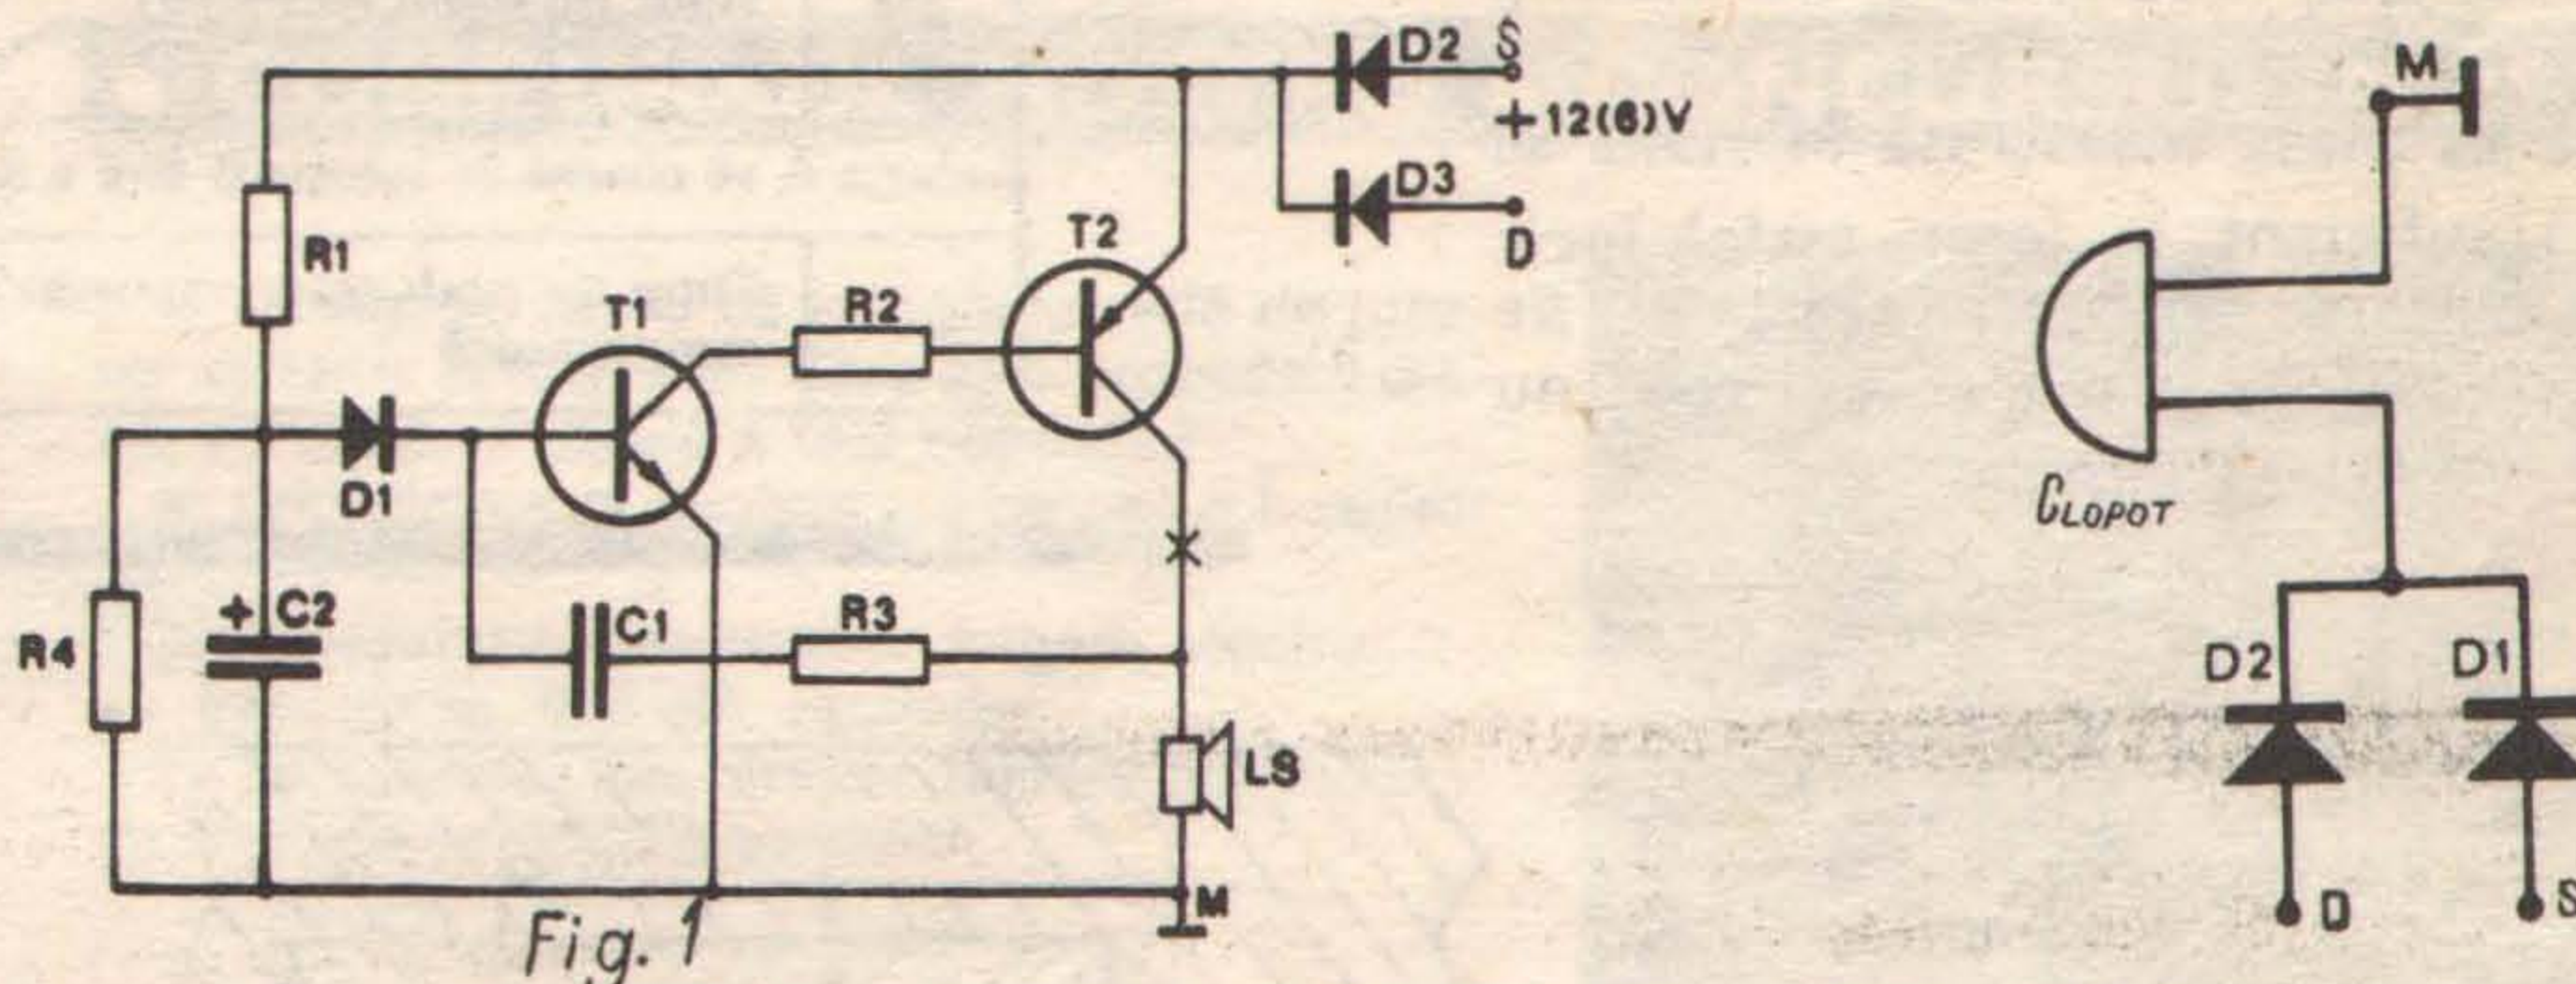 D2 S
+12(6)V
D3
D
R1
T1
R2
T2
D1
R4
+ C2
C1
R3
LS
M
Fig. 1
M
CLOPOT
D2
D1
D
S